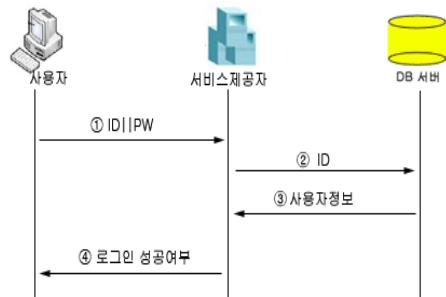 사용자
서비스제공자
DB 서버
① ID||PW
② ID
③ 사용자정보
④ 로그인 성공여부